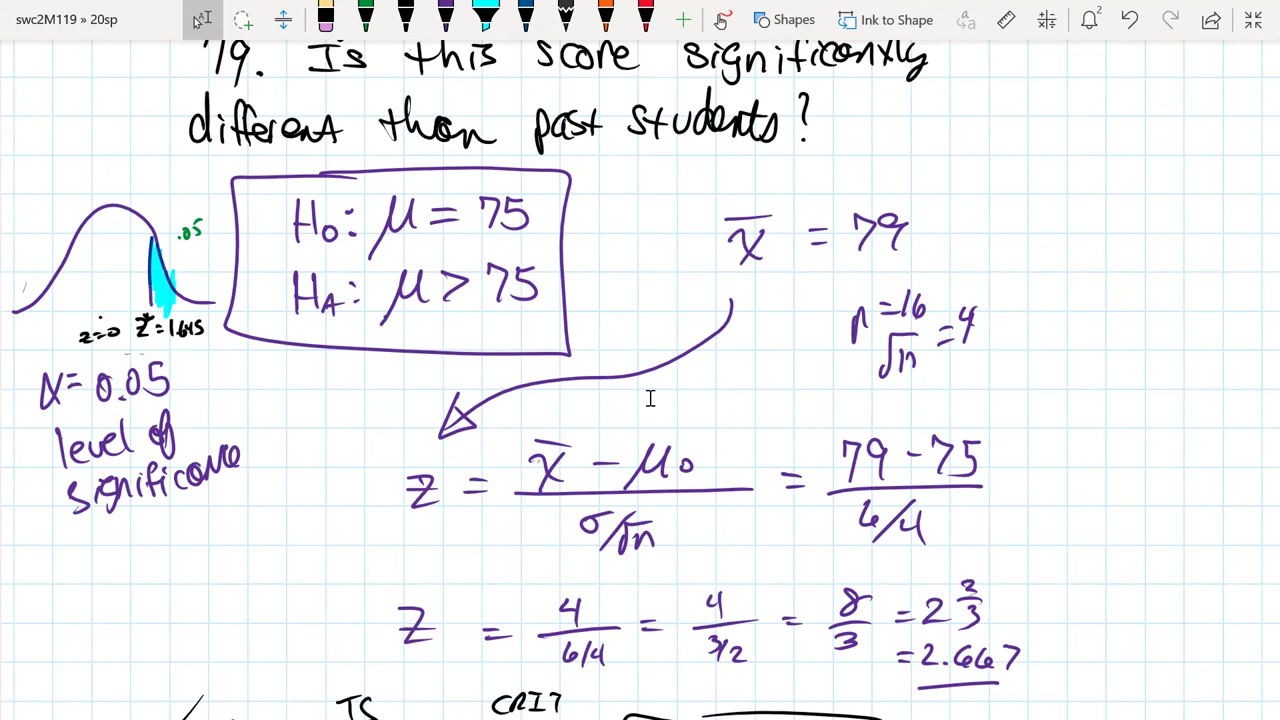 swc2M119 » 20sp
Shapes
Ink to Shape
79. Is this score significantly
different than past students?
.05
z=0 z*=1.645
α = 0.05
level of
significance
H₀: μ = 75
Hₐ: μ > 75
x̄ = 79
n = 16
√n = 4
z = (x̄ - μ₀)/(σ/√n) = (79 - 75)/(6/4)
z = 4/(6/4) = 4/(3/2) = 8/3 = 2 2/3
= 2.667
TS CRIT